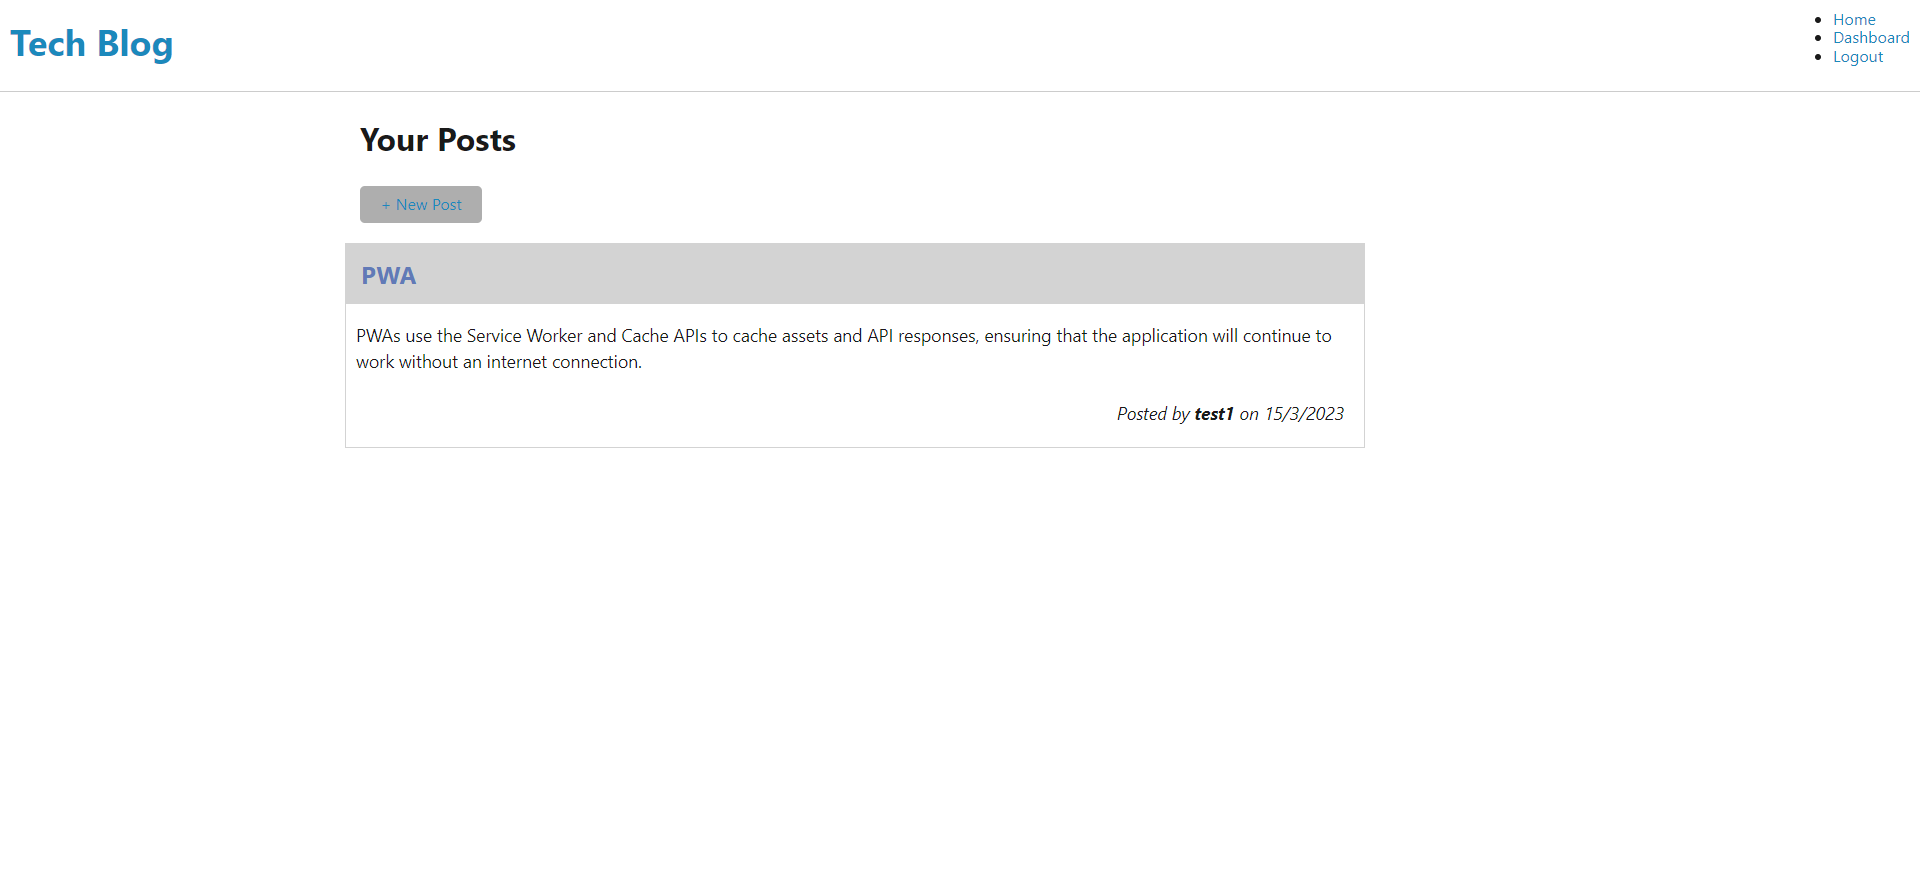 Tech Blog
Home
Dashboard
Logout
Your Posts
+ New Post
PWA
PWAs use the Service Worker and Cache APIs to cache assets and API responses, ensuring that the application will continue to
work without an internet connection.
Posted by test1 on 15/3/2023